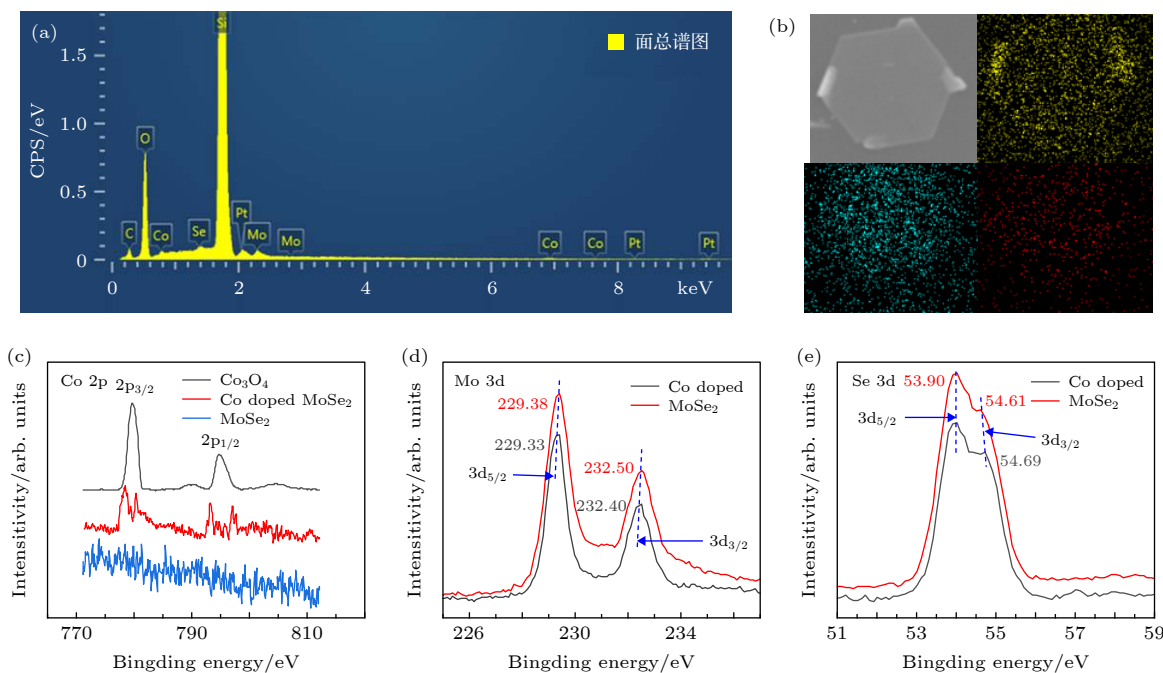 (a)
Si
面总谱图
1.5
1.0
0.5
0
CPS/eV
O
C
Co
Se
Pt
Mo
Mo
Co
Co
Pt
Pt
0
2
4
6
8
keV
(b)
(c)
Co 2p
2p3/2
Co3O4
Co doped MoSe2
MoSe2
2p1/2
Intensitivity/arb. units
770
790
810
Bingding energy/eV
(d)
Mo 3d
Co doped
MoSe2
229.38
229.33
3d5/2
232.50
232.40
3d3/2
Intensitivity/arb. units
226
230
234
Bingding energy/eV
(e)
Se 3d
Co doped
MoSe2
53.90
54.61
3d5/2
3d3/2
54.69
Intensitivity/arb. units
51
53
55
57
59
Bingding energy/eV